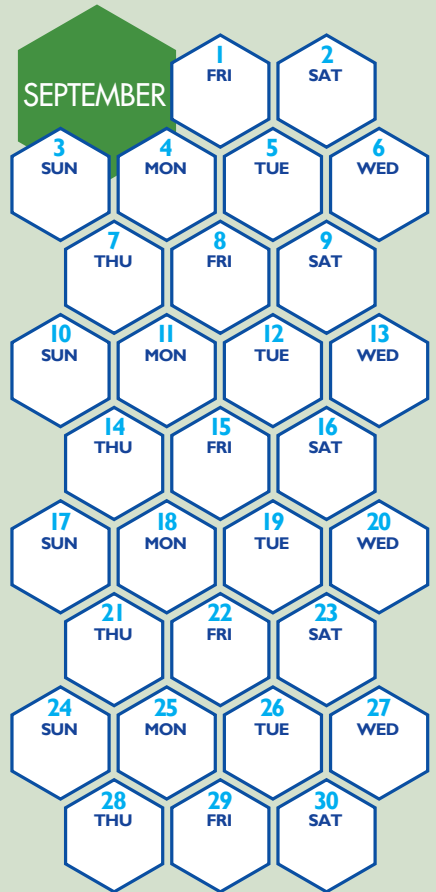 SEPTEMBER
1 2
FRI SAT
3 4 5 6
SUN MON TUE WED
7 8 9
THU FRI SAT
10 11 12 13
SUN MON TUE WED
14 15 16
THU FRI SAT
17 18 19 20
SUN MON TUE WED
21 22 23
THU FRI SAT
24 25 26 27
SUN MON TUE WED
28 29 30
THU FRI SAT